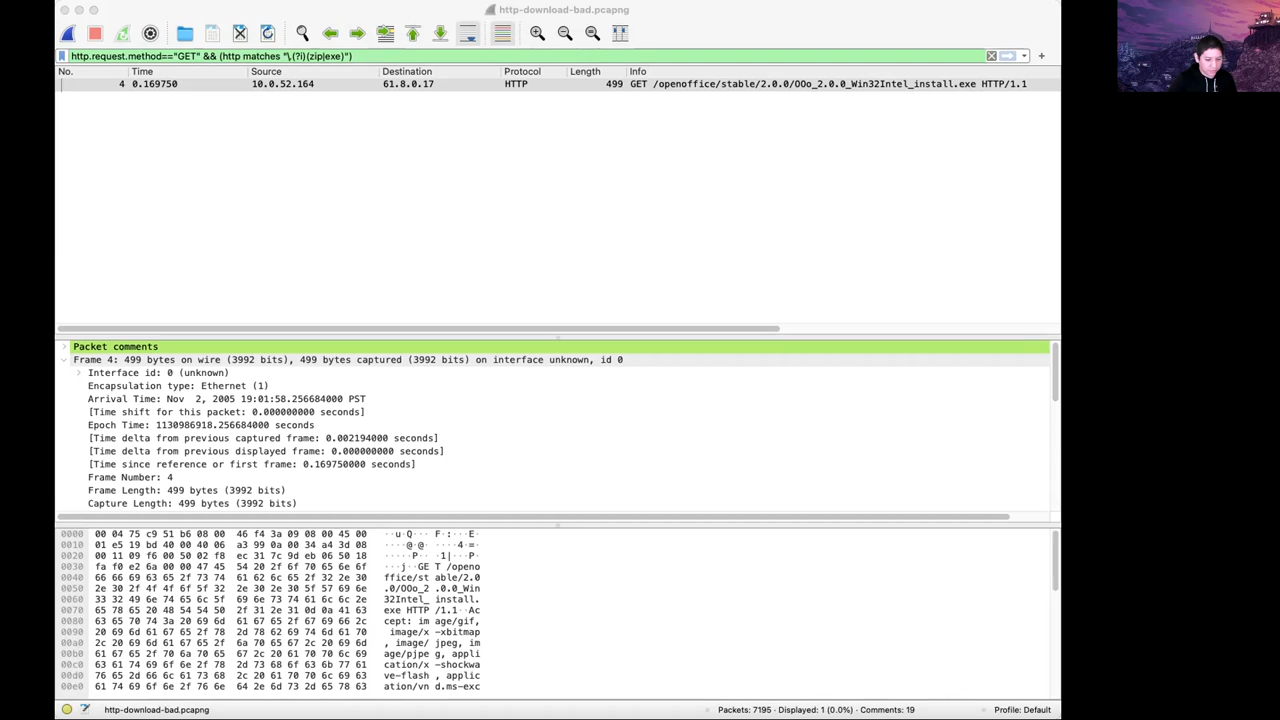 http-download-bad.pcapng
http.request.method=="GET" && (http matches "\.(?i)(zip|exe)")
No. Time Source Destination Protocol Length Info
4 0.169750 10.0.52.164 61.8.0.17 HTTP 499 GET /openoffice/stable/2.0.0/OOo_2.0.0_Win32Intel_install.exe HTTP/1.1
Packet comments
Frame 4: 499 bytes on wire (3992 bits), 499 bytes captured (3992 bits) on interface unknown, id 0
Interface id: 0 (unknown)
Encapsulation type: Ethernet (1)
Arrival Time: Nov  2, 2005 19:01:58.256684000 PST
[Time shift for this packet: 0.000000000 seconds]
Epoch Time: 1130986918.256684000 seconds
[Time delta from previous captured frame: 0.002194000 seconds]
[Time delta from previous displayed frame: 0.000000000 seconds]
[Time since reference or first frame: 0.169750000 seconds]
Frame Number: 4
Frame Length: 499 bytes (3992 bits)
Capture Length: 499 bytes (3992 bits)
0000 00 04 75 c9 51 b6 08 00 46 f4 3a 09 08 00 45 00 ··u·Q··· F·:···E·
0010 01 e5 19 bd 40 00 40 06 a3 99 0a 00 34 a4 3d 08 ····@·@· ····4·=·
0020 00 11 09 f6 00 50 02 f8 ec 31 7c 9d eb 06 50 18 ·····P·· ·1|···P·
0030 fa f0 e2 6a 00 00 47 45 54 20 2f 6f 70 65 6e 6f ···j··GE T /openo
0040 66 66 69 63 65 2f 73 74 61 62 6c 65 2f 32 2e 30 ffice/st able/2.0
0050 2e 30 2f 4f 4f 6f 5f 32 2e 30 2e 30 5f 57 69 6e .0/OOo_2 .0.0_Win
0060 33 32 49 6e 74 65 6c 5f 69 6e 73 74 61 6c 6c 2e 32Intel_ install.
0070 65 78 65 20 48 54 54 50 2f 31 2e 31 0d 0a 41 63 exe HTTP /1.1··Ac
0080 63 65 70 74 3a 20 69 6d 61 67 65 2f 67 69 66 2c cept: im age/gif,
0090 20 69 6d 61 67 65 2f 78 2d 78 62 69 74 6d 61 70 image/x -xbitmap
00a0 2c 20 69 6d 61 67 65 2f 6a 70 65 67 2c 20 69 6d , image/ jpeg, im
00b0 61 67 65 2f 70 6a 70 65 67 2c 20 61 70 70 6c 69 age/pjpe g, appli
00c0 63 61 74 69 6f 6e 2f 78 2d 73 68 6f 63 6b 77 61 cation/x -shockwa
00d0 76 65 2d 66 6c 61 73 68 2c 20 61 70 70 6c 69 63 ve-flash , applic
00e0 61 74 69 6f 6e 2f 76 6e 64 2e 6d 73 2d 65 78 63 ation/vn d.ms-exc
http-download-bad.pcapng Packets: 7195 · Displayed: 1 (0.0%) · Comments: 19 Profile: Default